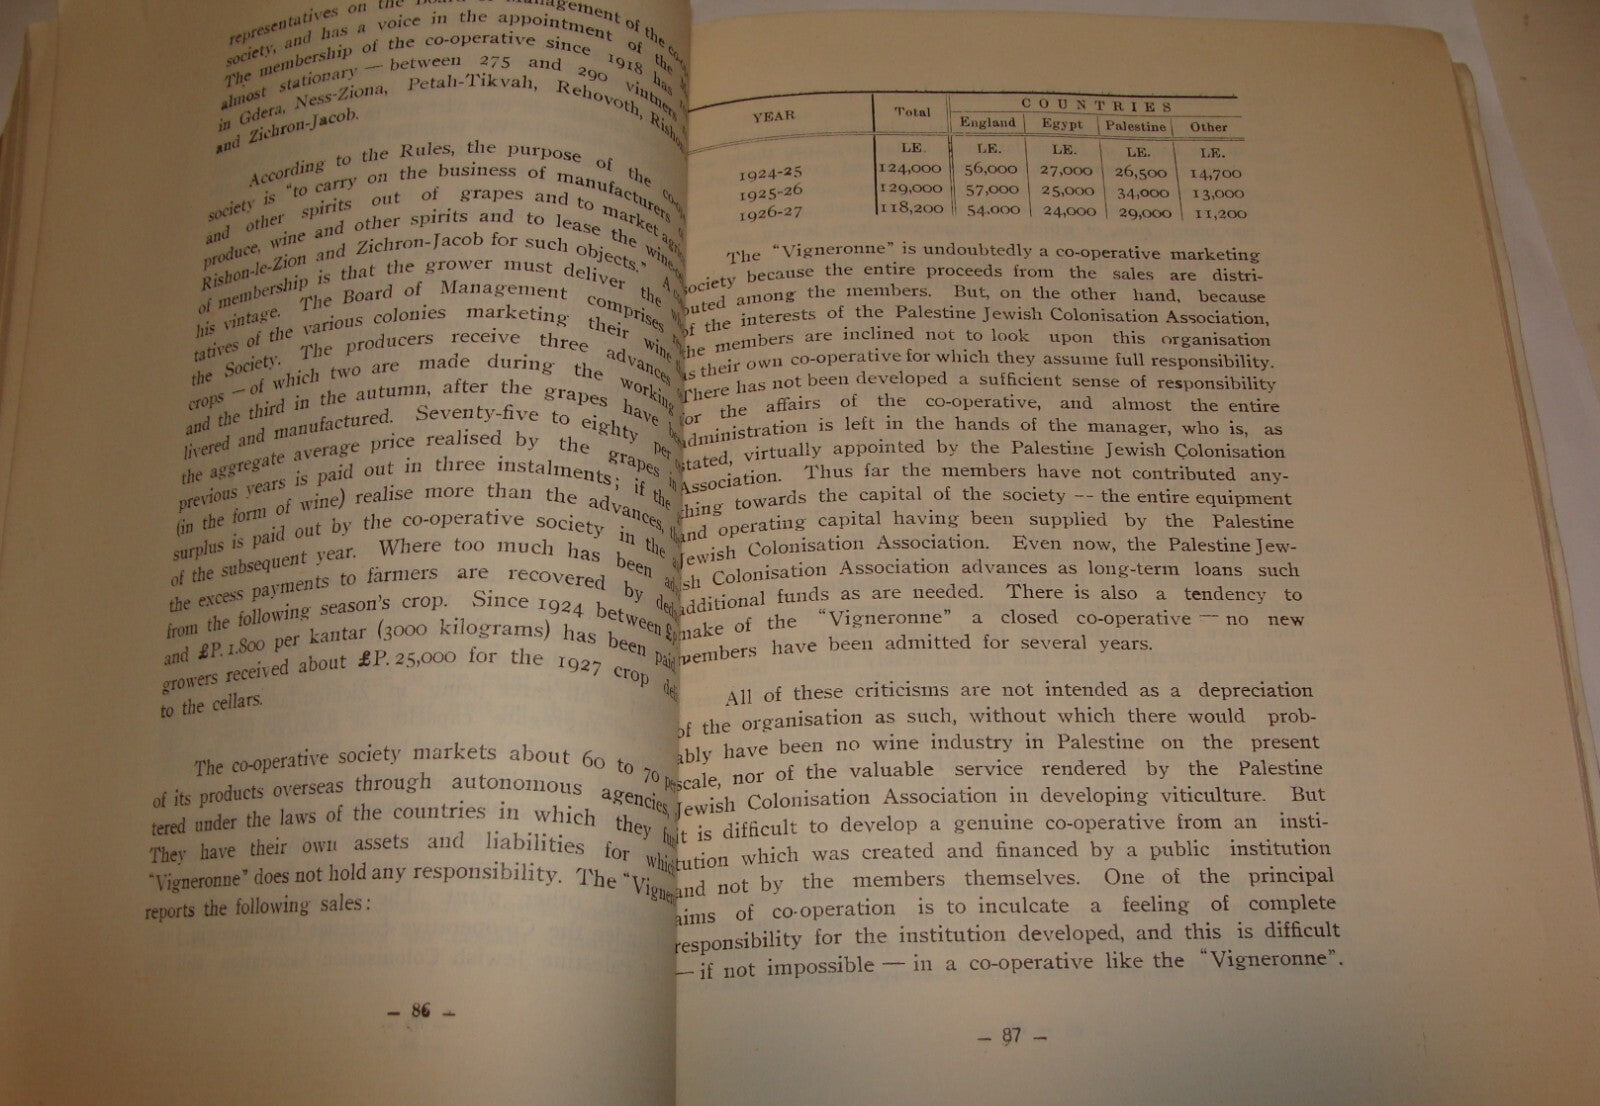 representatives on the Board of Management of the co-
society, and has a voice in the appointment of the
The membership of the co-operative since 1918 has
almost stationary — between 275 and 290 vintners
in Gdera, Ness-Ziona, Petah-Tikvah, Rehovoth, Rishon
and Zichron-Jacob.
According to the Rules, the purpose of the co-
society is "to carry on the business of manufacturers
and other spirits out of grapes and to market
produce, wine and other spirits and to lease the wine
Rishon-le-Zion and Zichron-Jacob for such objects." A
of membership is that the grower must deliver the
his vintage. The Board of Management comprises
tatives of the various colonies marketing their wine
the Society. The producers receive three advances
crops — of which two are made during the working
and the third in the autumn, after the grapes have
livered and manufactured. Seventy-five to eighty per
the aggregate average price realised by the grapes in
previous years is paid out in three instalments; if the
(in the form of wine) realise more than the advances,
surplus is paid out by the co-operative society in the
of the subsequent year. Where too much has been
the excess payments to farmers are recovered by
from the following season's crop. Since 1924 between
and £P. 1.800 per kantar (3000 kilograms) has been paid
growers received about £P. 25,000 for the 1927 crop
to the cellars.
The co-operative society markets about 60 to 70
of its products overseas through autonomous agencies,
tered under the laws of the countries in which they
They have their own assets and liabilities for which
"Vigneronne" does not hold any responsibility. The
reports the following sales:
— 86 —
YEAR Total COUNTRIES
England Egypt Palestine Other
LE. LE. LE. LE. LE.
1924-25 124,000 56,000 27,000 26,500 14,700
1925-26 129,000 57,000 25,000 34,000 13,000
1926-27 118,200 54.000 24,000 29,000 11,200
The "Vigneronne" is undoubtedly a co-operative marketing
society because the entire proceeds from the sales are distri-
buted among the members. But, on the other hand, because
of the interests of the Palestine Jewish Colonisation Association,
the members are inclined not to look upon this organisation
as their own co-operative for which they assume full responsibility.
There has not been developed a sufficient sense of responsibility
for the affairs of the co-operative, and almost the entire
administration is left in the hands of the manager, who is, as
stated, virtually appointed by the Palestine Jewish Colonisation
Association. Thus far the members have not contributed any-
thing towards the capital of the society -- the entire equipment
and operating capital having been supplied by the Palestine
Jewish Colonisation Association. Even now, the Palestine Jew-
ish Colonisation Association advances as long-term loans such
additional funds as are needed. There is also a tendency to
make of the "Vigneronne" a closed co-operative — no new
members have been admitted for several years.
All of these criticisms are not intended as a depreciation
of the organisation as such, without which there would prob-
ably have been no wine industry in Palestine on the present
scale, nor of the valuable service rendered by the Palestine
Jewish Colonisation Association in developing viticulture. But
it is difficult to develop a genuine co-operative from an insti-
tution which was created and financed by a public institution
and not by the members themselves. One of the principal
aims of co-operation is to inculcate a feeling of complete
responsibility for the institution developed, and this is difficult
— if not impossible — in a co-operative like the "Vigneronne".
— 87 —